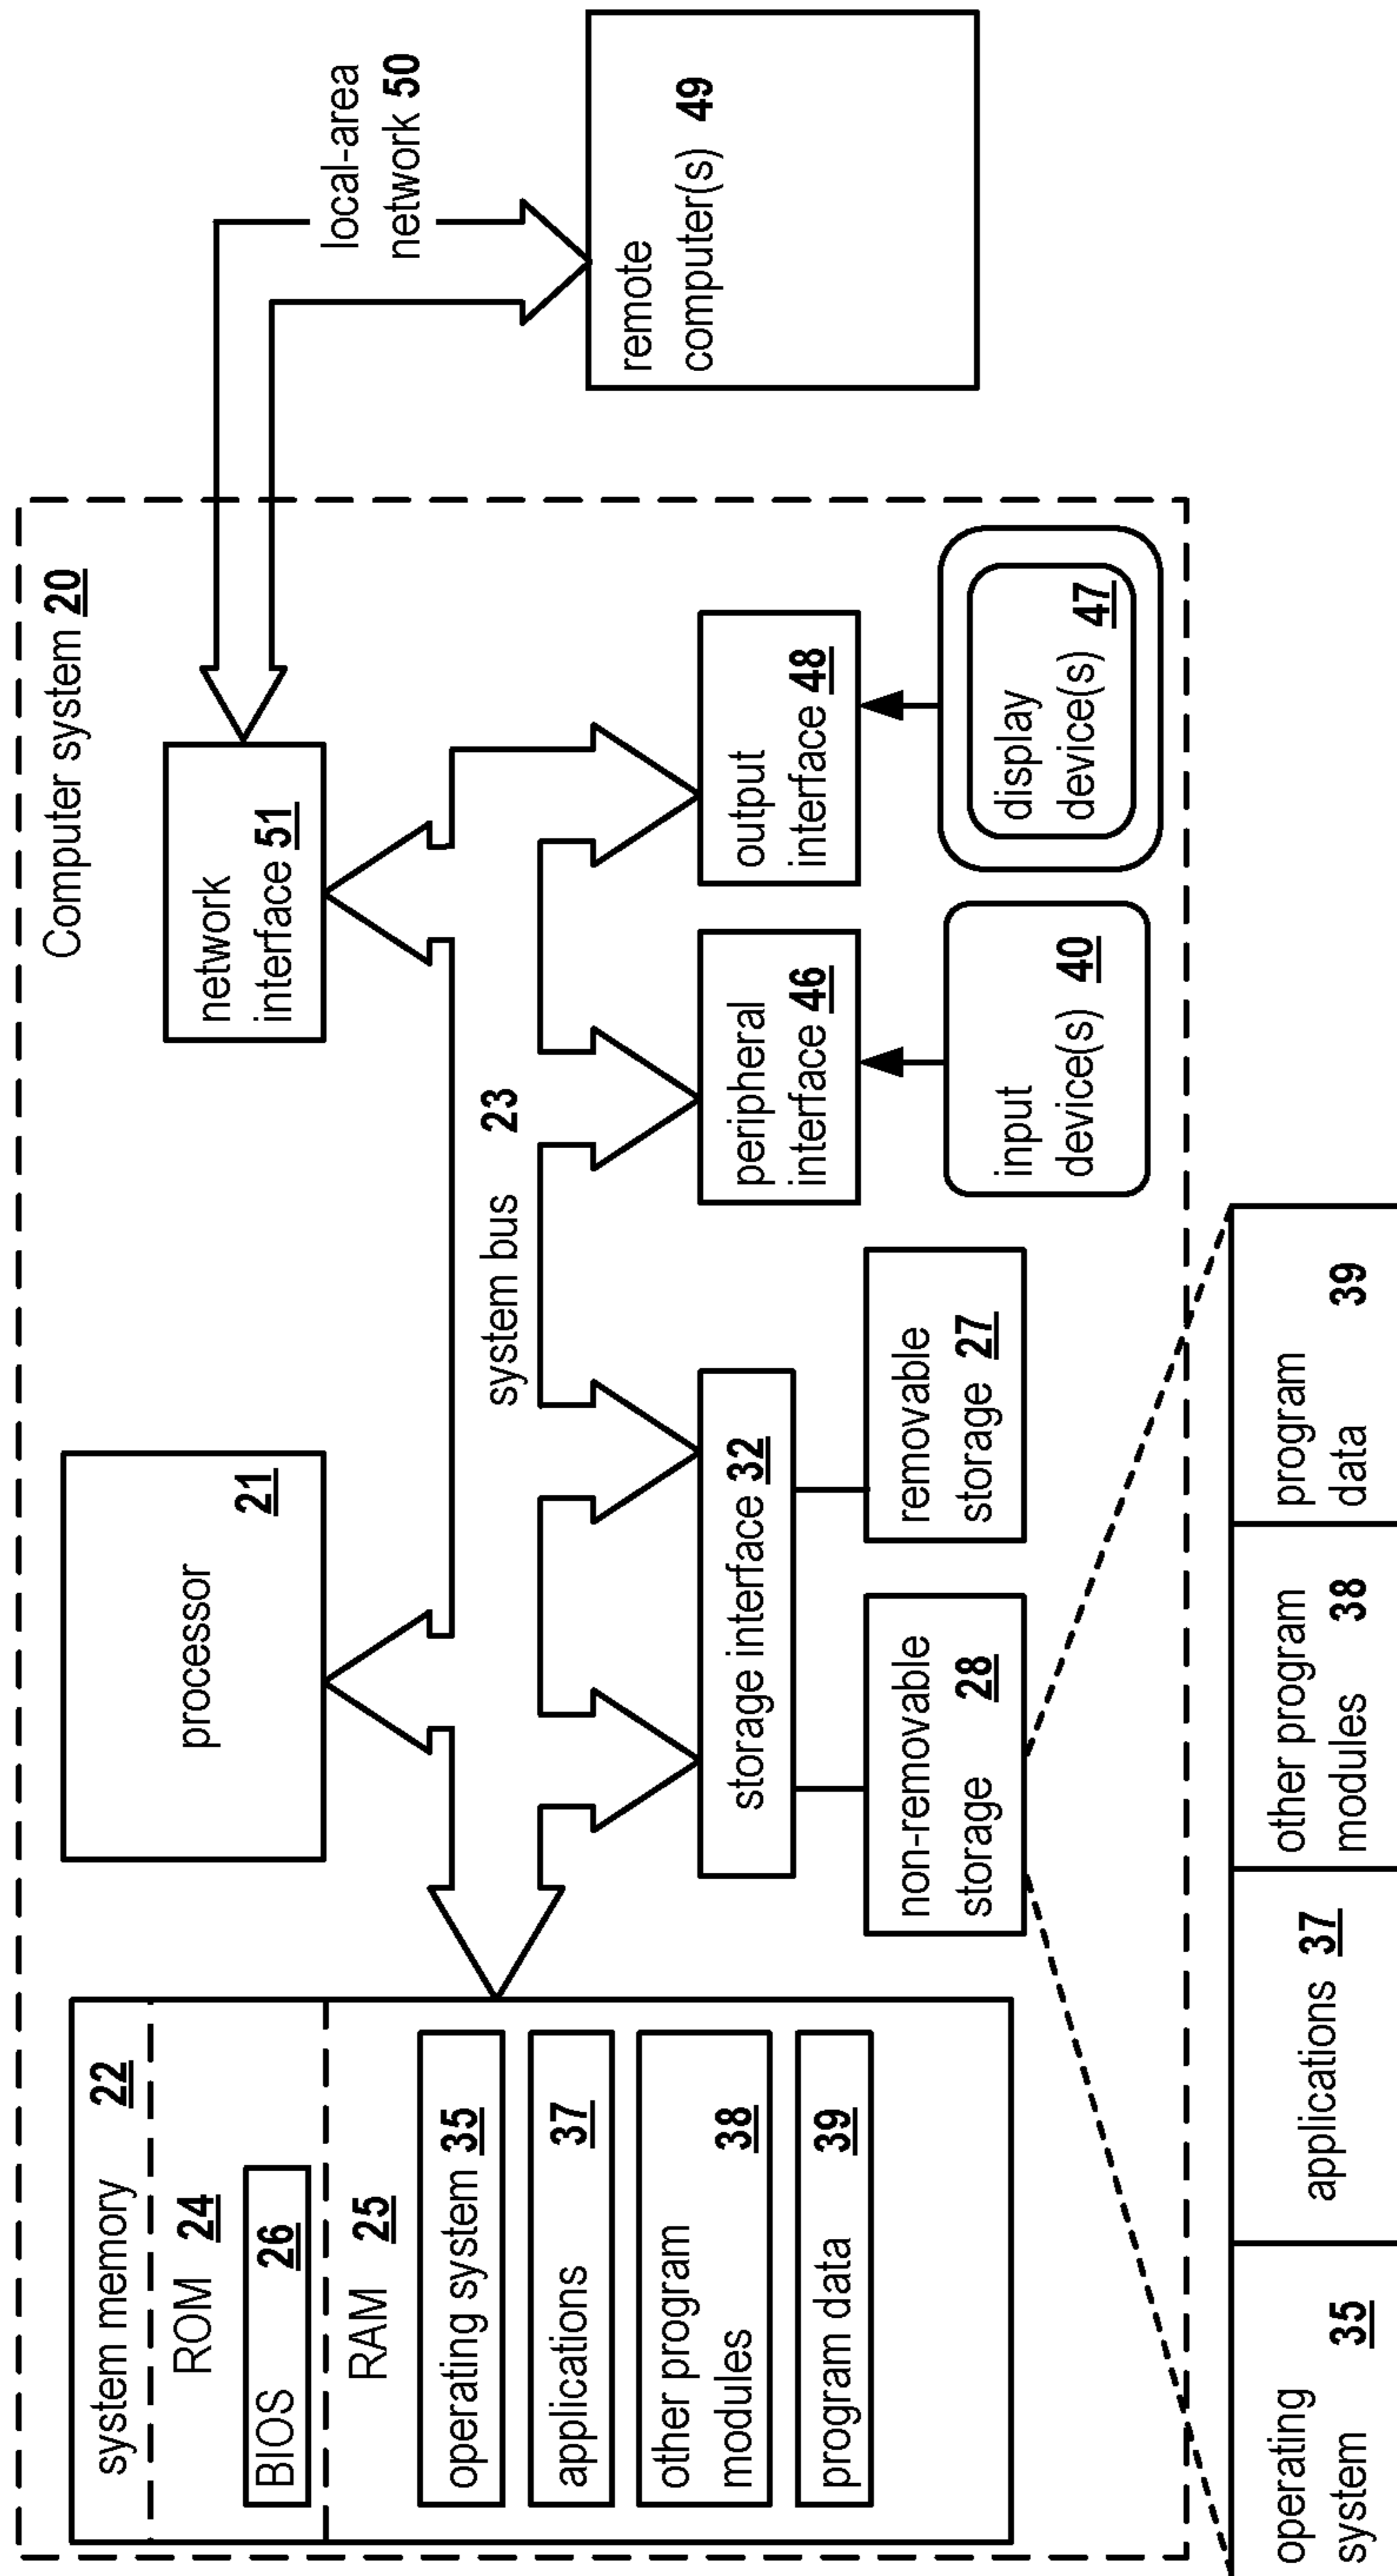 Computer system 20
system memory 22
ROM 24
BIOS 26
RAM 25
operating system 35
applications 37
other program
modules 38
program data 39
processor 21
network
interface 51
local-area
network 50
system bus 23
storage interface 32
non-removable
storage 28
removable
storage 27
peripheral
interface 46
output
interface 48
input
device(s) 40
display
device(s) 47
remote
computer(s) 49
operating
system 35
applications 37
other program
modules 38
program
data 39